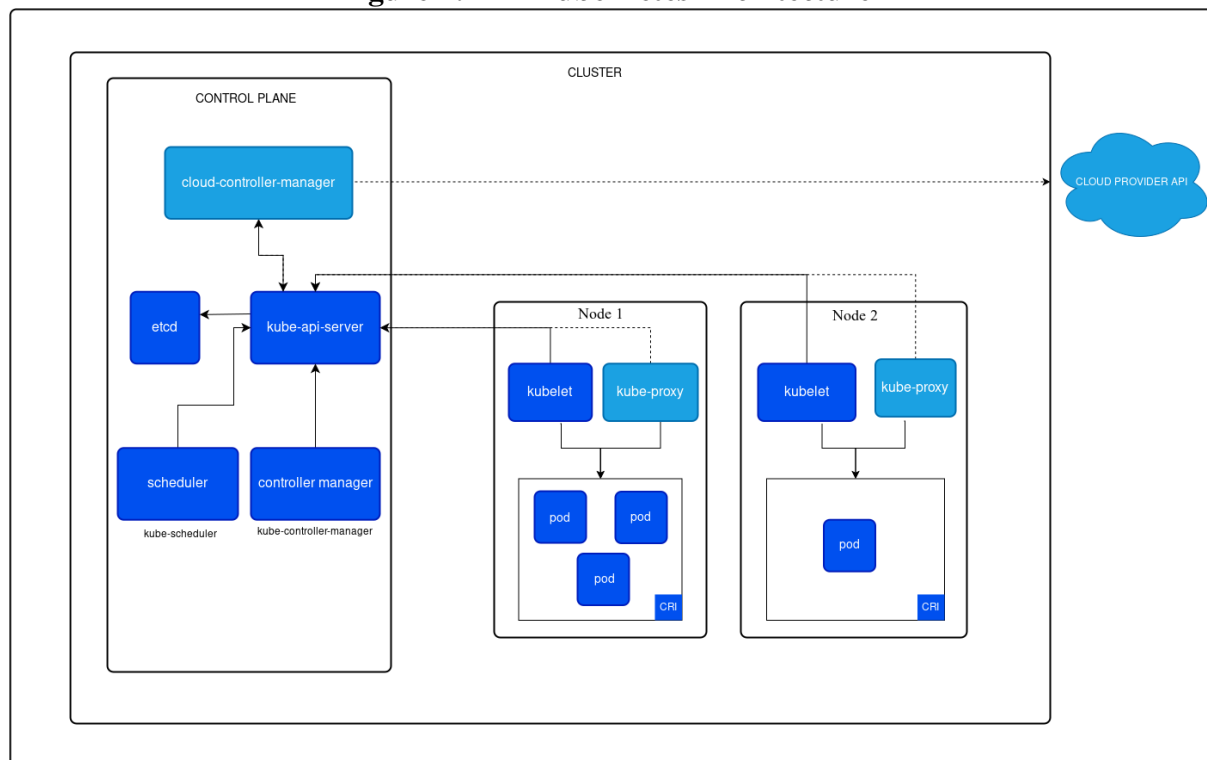 CLUSTER
CONTROL PLANE
cloud-controller-manager
CLOUD PROVIDER API
etcd
kube-api-server
Node 1
Node 2
kubelet
kube-proxy
kubelet
kube-proxy
scheduler
controller manager
kube-scheduler
kube-controller-manager
pod
pod
pod
CRI
pod
CRI